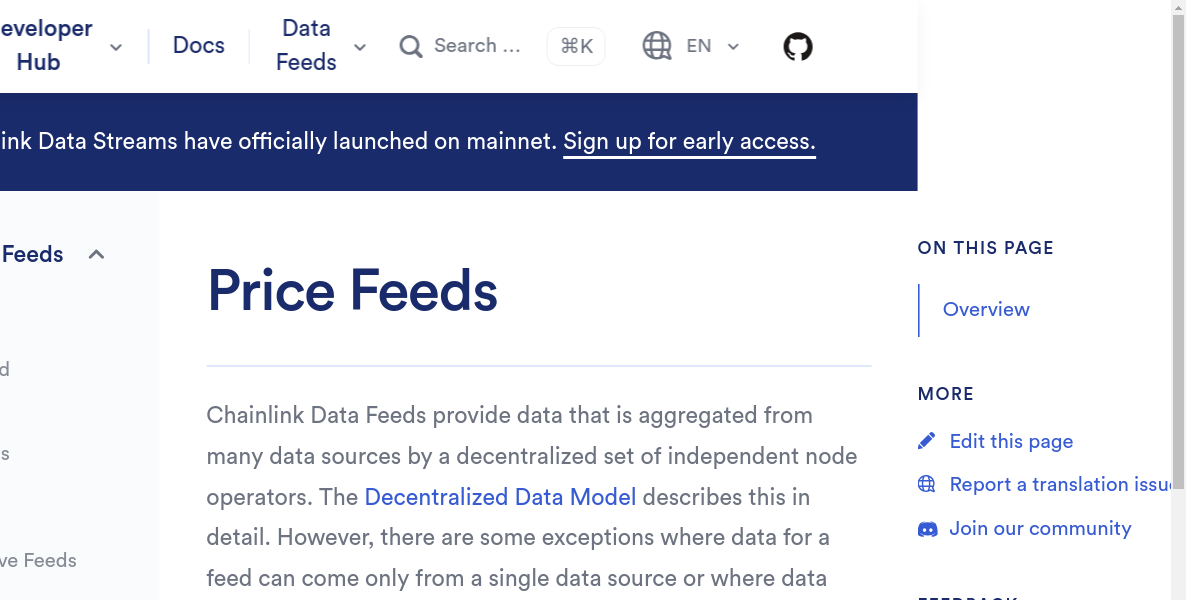 eveloper Hub
Docs
Data Feeds
Search ...
⌘K
EN
ink Data Streams have officially launched on mainnet. Sign up for early access.
Feeds
d
s
ve Feeds
Price Feeds
Chainlink Data Feeds provide data that is aggregated from
many data sources by a decentralized set of independent node
operators. The Decentralized Data Model describes this in
detail. However, there are some exceptions where data for a
feed can come only from a single data source or where data
ON THIS PAGE
Overview
MORE
Edit this page
Report a translation issue
Join our community
FEEDBACK